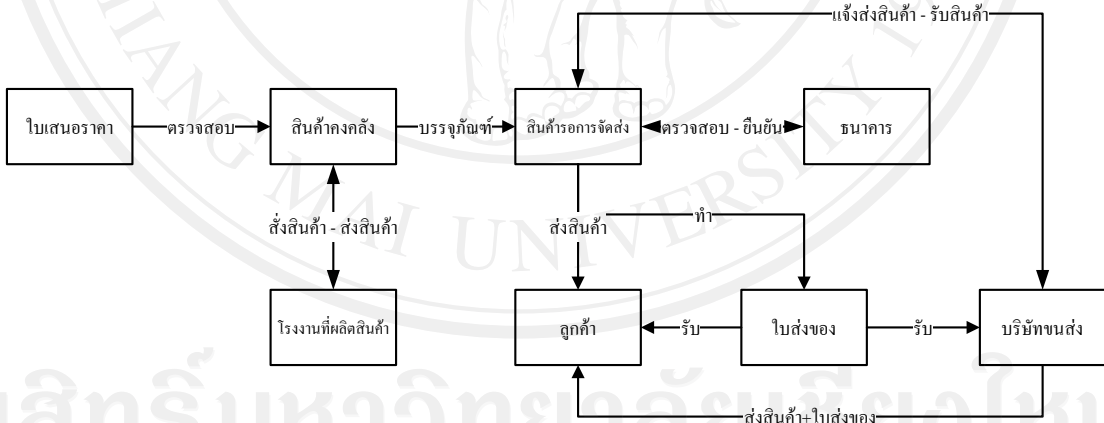 แจ้งส่งสินค้า - รับสินค้า
ใบเสนอราคา
ตรวจสอบ
สินค้าคงคลัง
บรรจุภัณฑ์
สินค้ารอการจัดส่ง
ตรวจสอบ - ยืนยัน
ธนาคาร
สั่งสินค้า - ส่งสินค้า
ส่งสินค้า
ทำ
โรงงานที่ผลิตสินค้า
ลูกค้า
รับ
ใบส่งของ
รับ
บริษัทขนส่ง
ส่งสินค้า+ใบส่งของ
CHIANG MAI UNIVERSITY